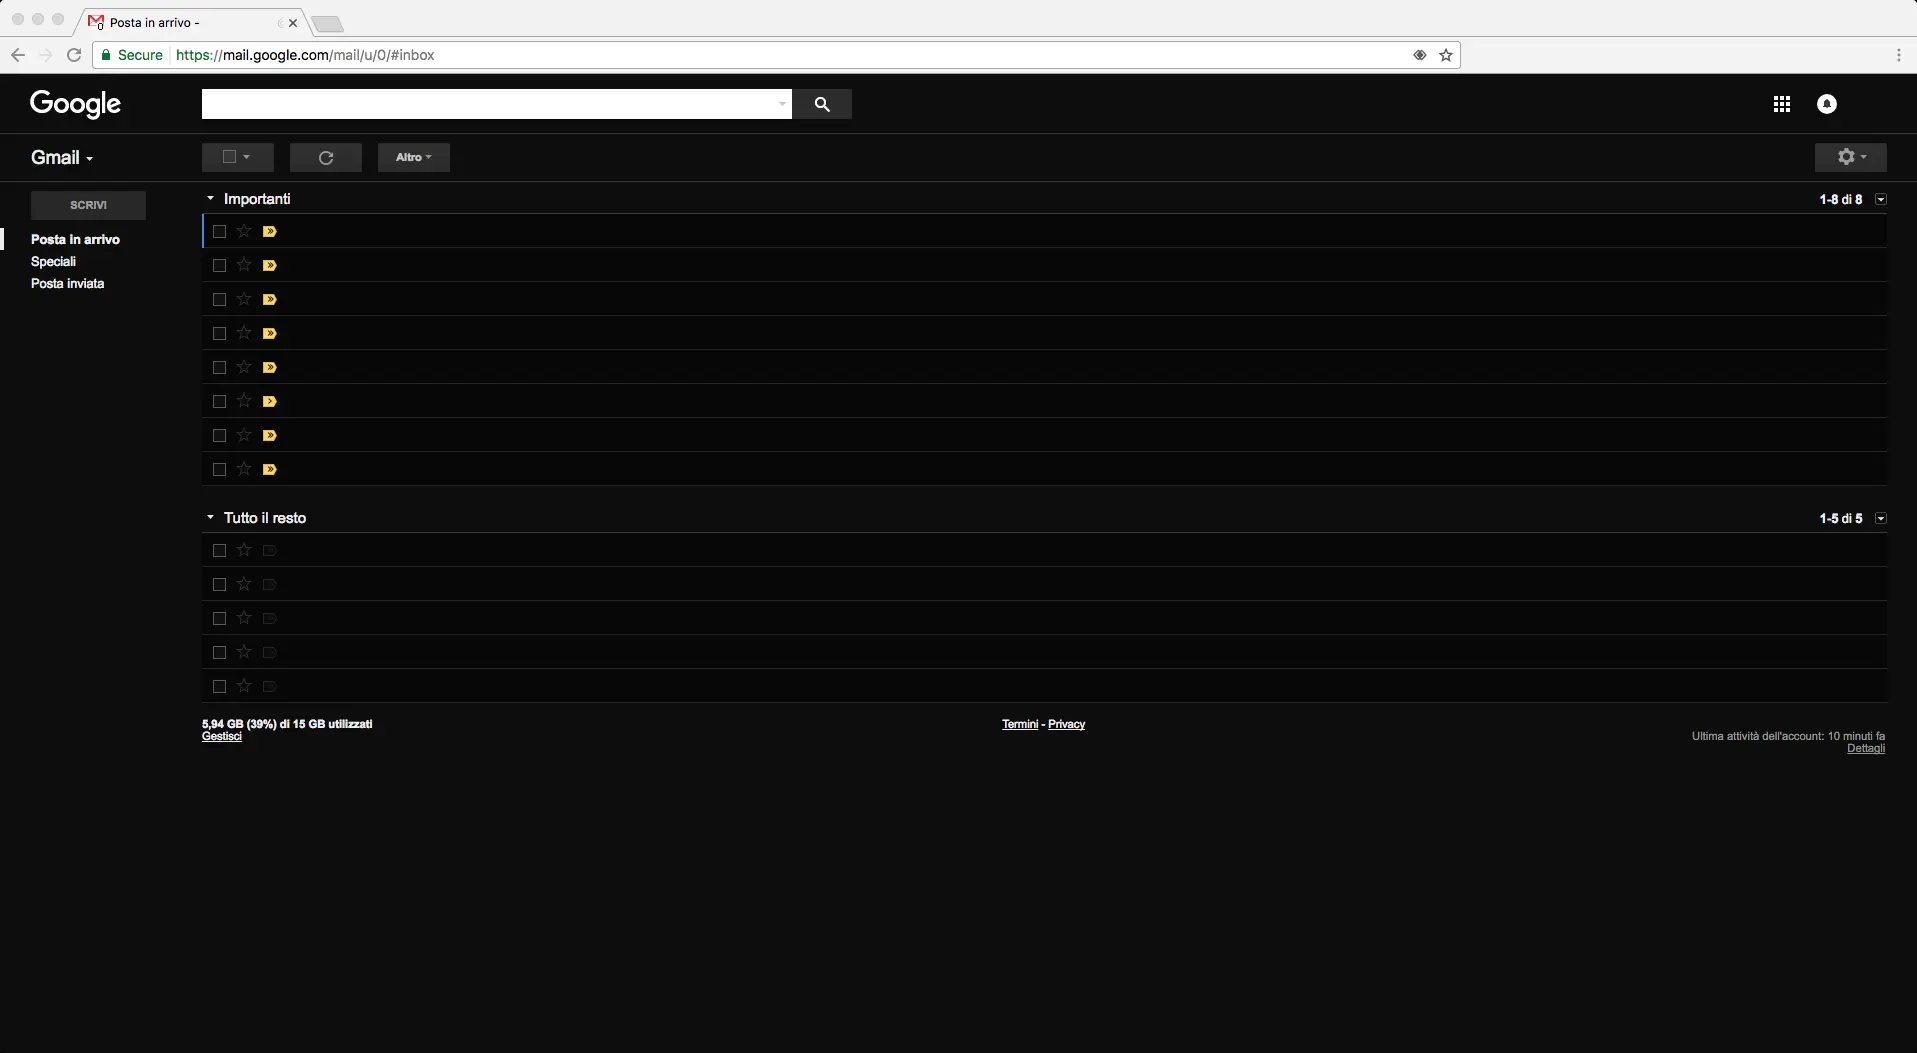 Posta in arrivo -
Secure https://mail.google.com/mail/u/0/#inbox
Google
Gmail
Altro
SCRIVI
Importanti
1-8 di 8
Posta in arrivo
Speciali
Posta inviata
Tutto il resto
1-5 di 5
5,94 GB (39%) di 15 GB utilizzati
Gestisci
Termini - Privacy
Ultima attività dell'account: 10 minuti fa
Dettagli